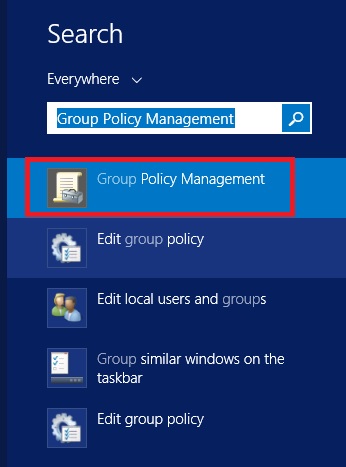 Search
Everywhere
Group Policy Management
Group Policy Management
Edit group policy
Edit local users and groups
Group similar windows on the
taskbar
Edit group policy